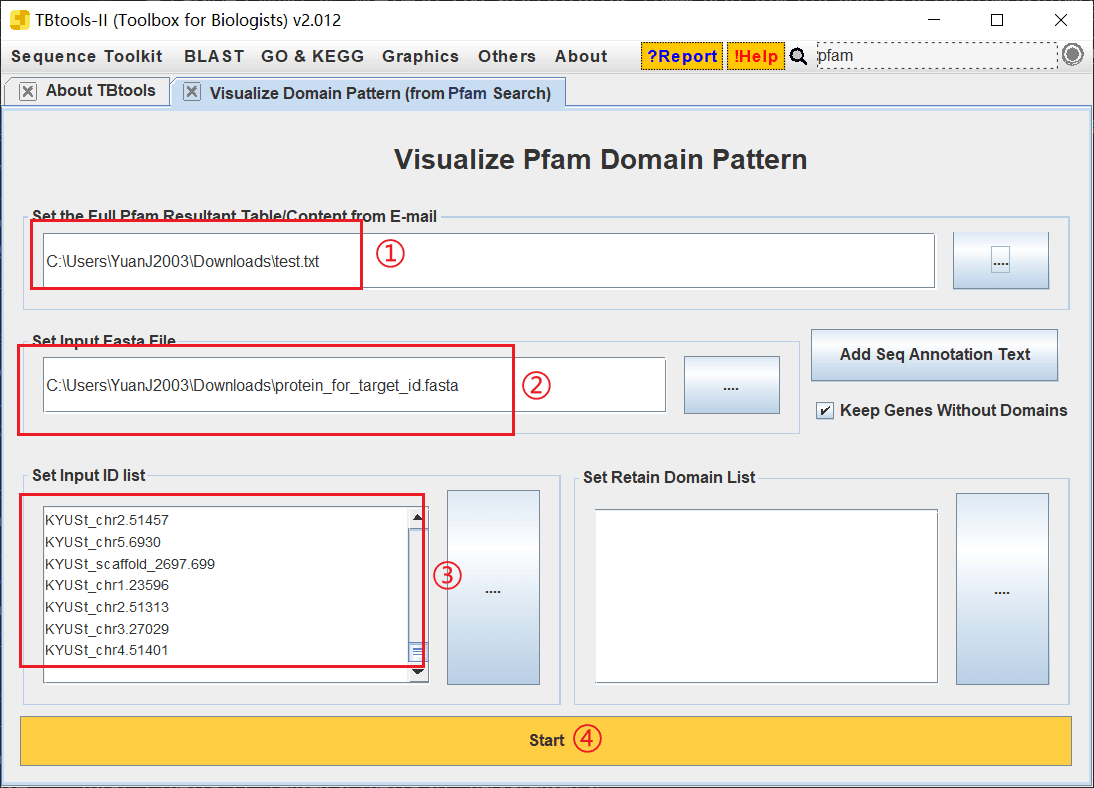 TBtools-II (Toolbox for Biologists) v2.012
Sequence Toolkit BLAST GO & KEGG Graphics Others About ?Report !Help pfam
About TBtools Visualize Domain Pattern (from Pfam Search)
Visualize Pfam Domain Pattern
Set the Full Pfam Resultant Table/Content from E-mail
C:\Users\YuanJ2003\Downloads\test.txt ① ....
Set Input Fasta File
C:\Users\YuanJ2003\Downloads\protein_for_target_id.fasta ② ....
Add Seq Annotation Text
Keep Genes Without Domains
Set Input ID list
KYUSt_chr2.51457
KYUSt_chr5.6930
KYUSt_scaffold_2697.699
KYUSt_chr1.23596
KYUSt_chr2.51313
KYUSt_chr3.27029
KYUSt_chr4.51401
③ ....
Set Retain Domain List
....
Start ④